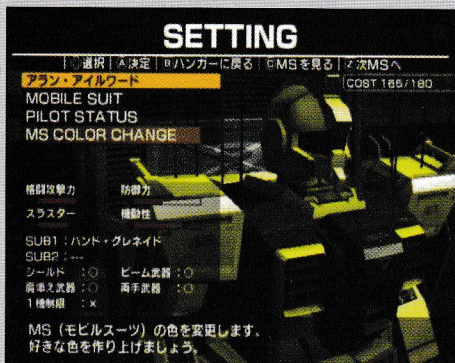 SETTING
○選択 Ⓐ決定 Ⓑハンガーに戻る ⒸMSを見る Ⓩ次MSへ
アラン・アイルワード
COST 165/180
MOBILE SUIT
PILOT STATUS
MS COLOR CHANGE
格闘攻撃力 防御力
スラスター 機動性
SUB1：ハンド・グレネイド
SUB2：---
シールド ：○ ビーム武器 ：○
肩添え武器 ：○ 両手武器 ：○
1機制限 ：×
MS（モビルスーツ）の色を変更します．
好きな色を作り上げましょう．